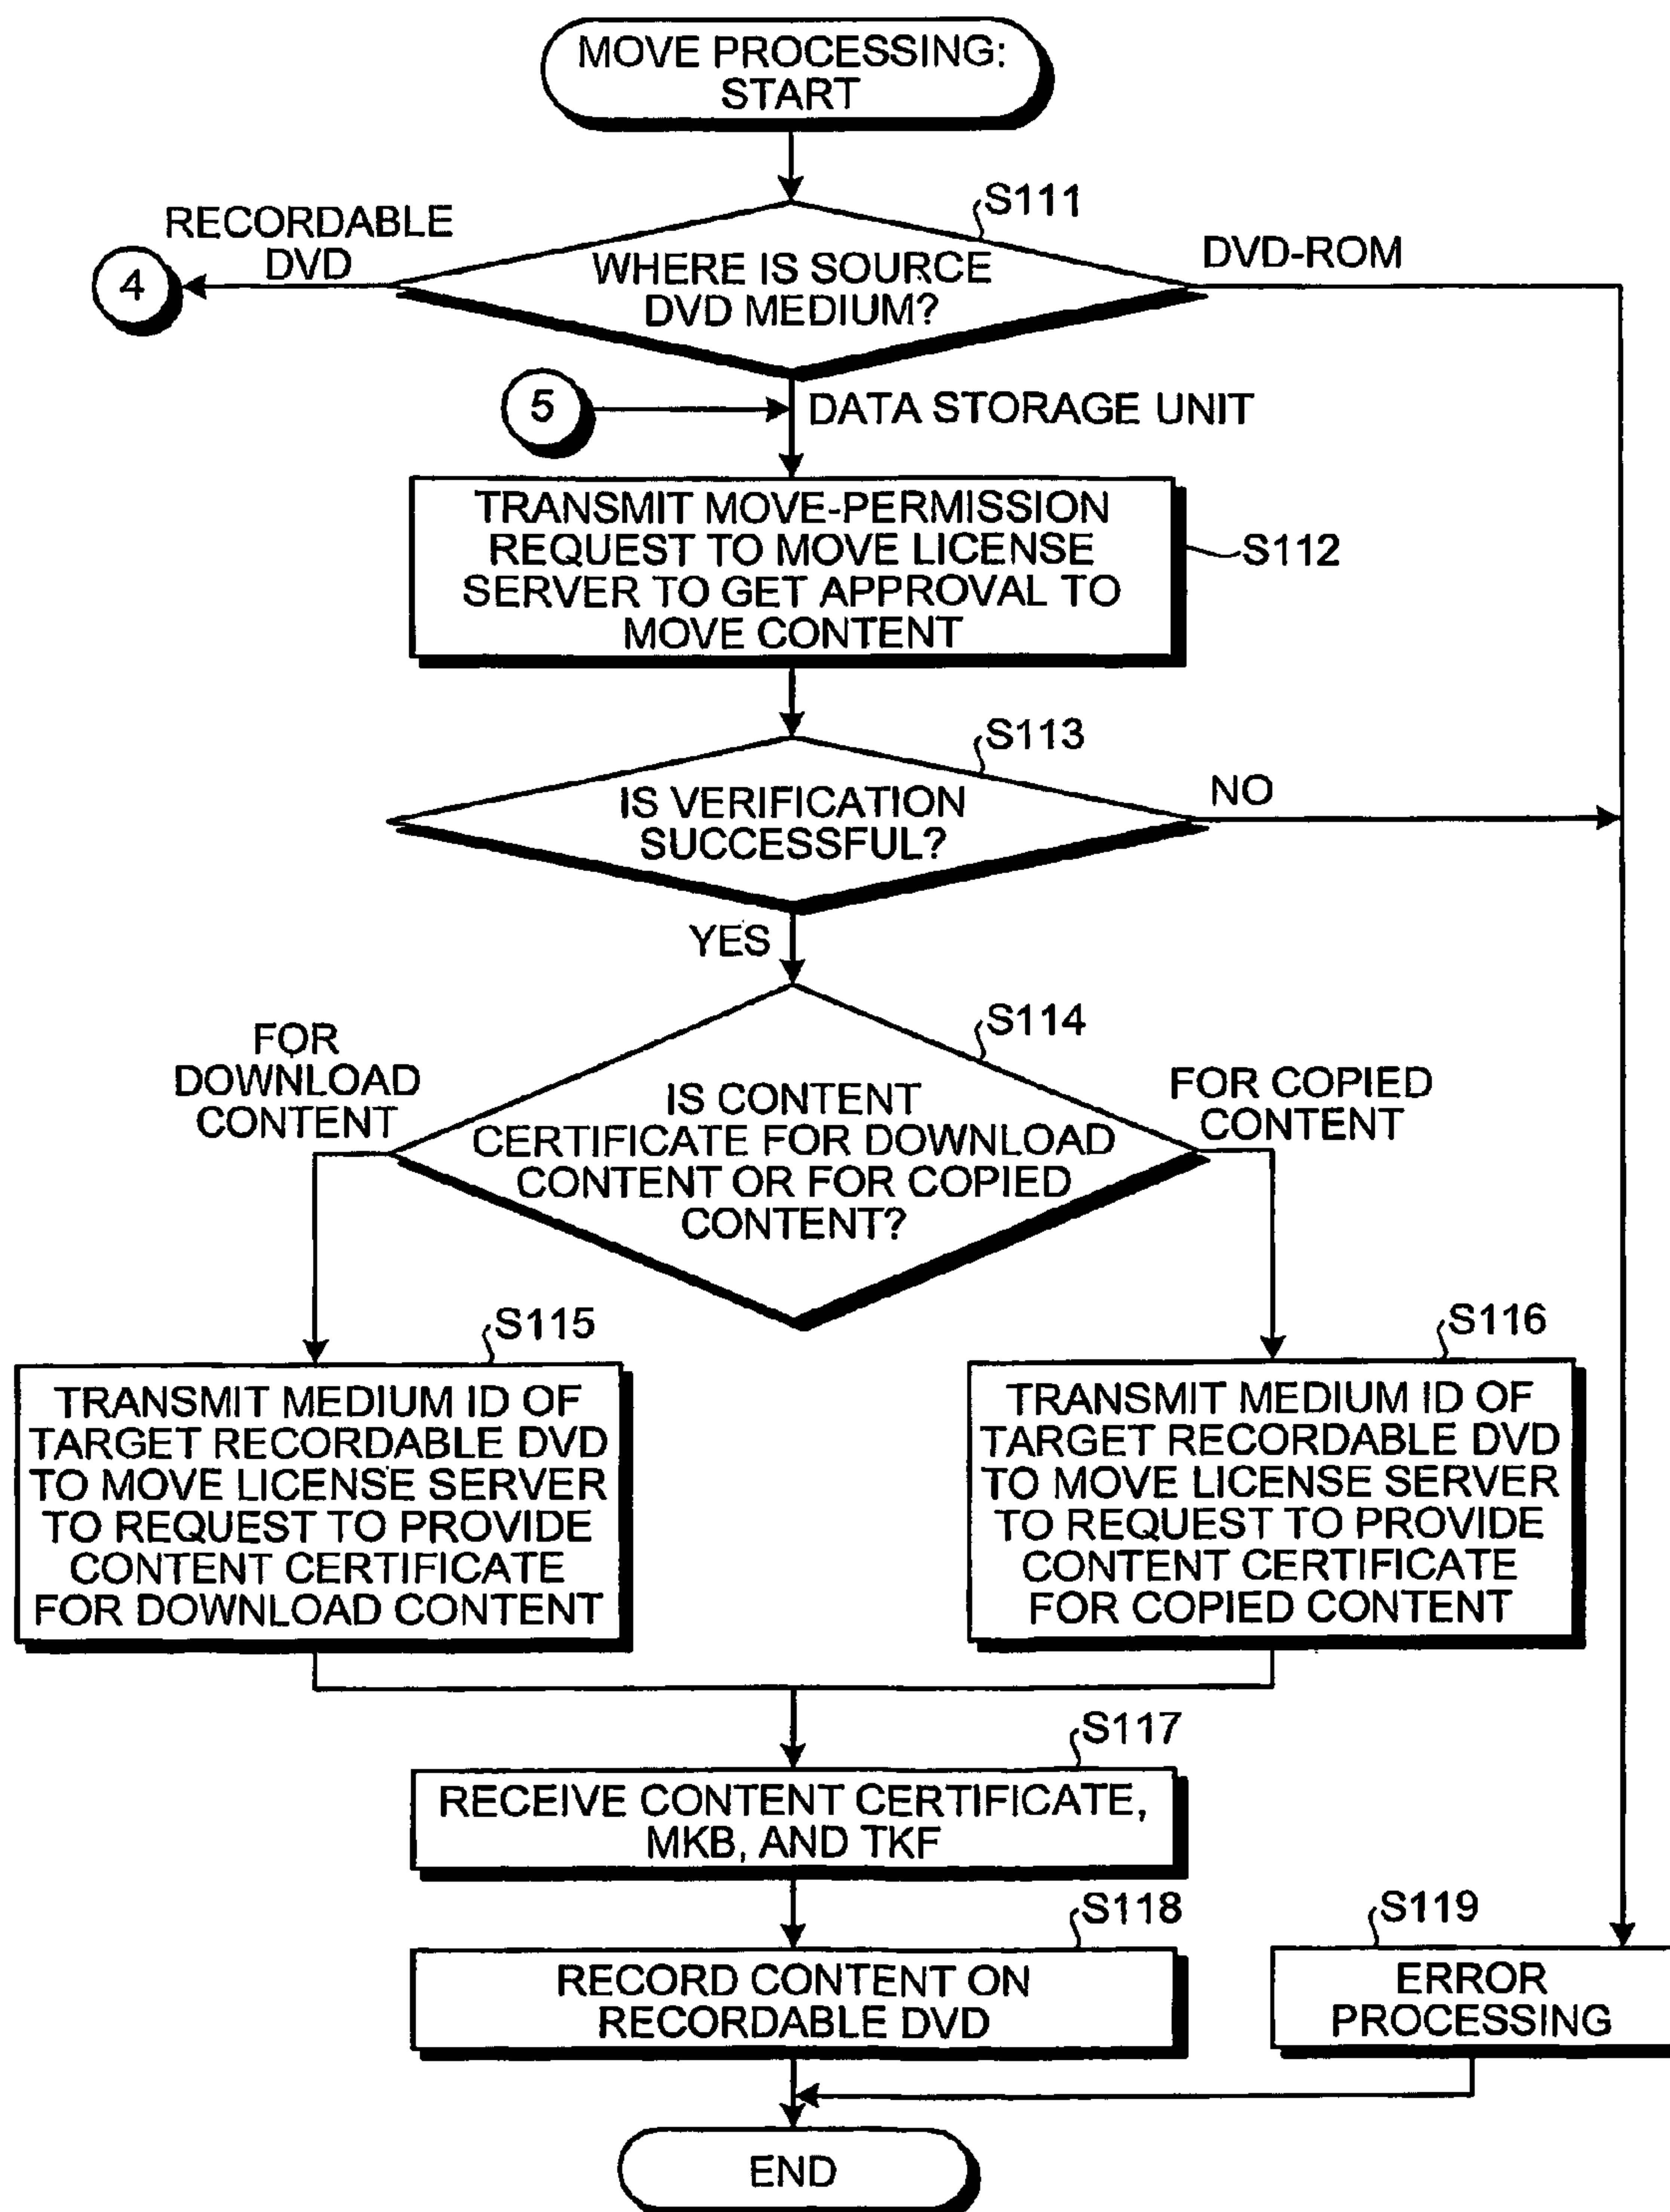 MOVE PROCESSING:
START
S111
RECORDABLE
DVD
4
WHERE IS SOURCE
DVD MEDIUM?
DVD-ROM
5
DATA STORAGE UNIT
TRANSMIT MOVE-PERMISSION
REQUEST TO MOVE LICENSE
SERVER TO GET APPROVAL TO
MOVE CONTENT
S112
S113
IS VERIFICATION
SUCCESSFUL?
NO
YES
S114
FOR
DOWNLOAD
CONTENT
IS CONTENT
CERTIFICATE FOR DOWNLOAD
CONTENT OR FOR COPIED
CONTENT?
FOR COPIED
CONTENT
S115
TRANSMIT MEDIUM ID OF
TARGET RECORDABLE DVD
TO MOVE LICENSE SERVER
TO REQUEST TO PROVIDE
CONTENT CERTIFICATE
FOR DOWNLOAD CONTENT
S116
TRANSMIT MEDIUM ID OF
TARGET RECORDABLE DVD
TO MOVE LICENSE SERVER
TO REQUEST TO PROVIDE
CONTENT CERTIFICATE
FOR COPIED CONTENT
S117
RECEIVE CONTENT CERTIFICATE,
MKB, AND TKF
S118
RECORD CONTENT ON
RECORDABLE DVD
S119
ERROR
PROCESSING
END